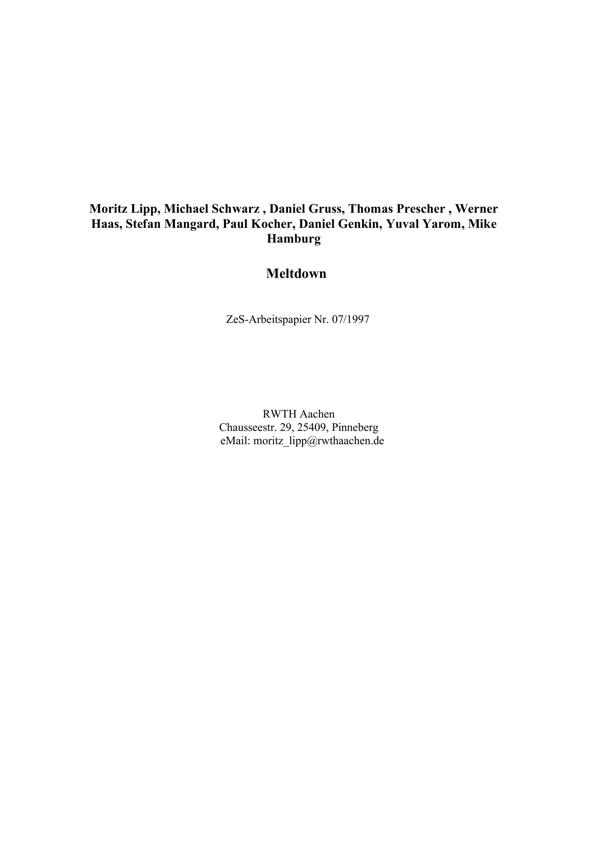 Moritz Lipp, Michael Schwarz , Daniel Gruss, Thomas Prescher , Werner
Haas, Stefan Mangard, Paul Kocher, Daniel Genkin, Yuval Yarom, Mike
Hamburg
Meltdown
ZeS-Arbeitspapier Nr. 07/1997
RWTH Aachen
Chausseestr. 29, 25409, Pinneberg
eMail: moritz_lipp@rwthaachen.de